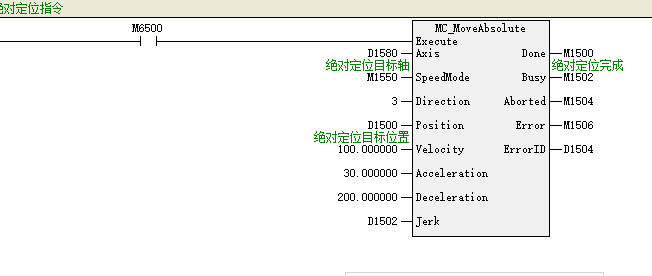 绝对定位指令
M6500
MC_MoveAbsolute
Execute
D1580 Axis Done M1500
绝对定位目标轴 绝对定位完成
M1550 SpeedMode Busy M1502
3 Direction Aborted M1504
D1500 Position Error M1506
绝对定位目标位置
100.000000 Velocity ErrorID D1504
30.000000 Acceleration
200.000000 Deceleration
D1502 Jerk